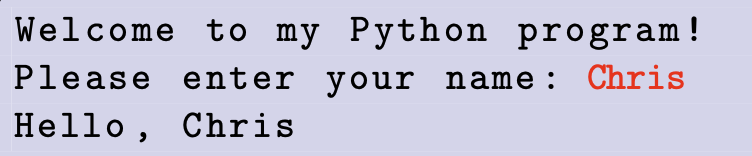 Welcome to my Python program!
Please enter your name: Chris
Hello, Chris